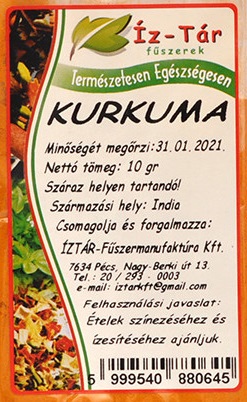 Íz-Tár
fűszerek
Természetesen Egészségesen
KURKUMA
Minőségét megőrzi:31.01.2021.
Nettó tömeg: 10 gr
Száraz helyen tartandó!
Származási hely: India
Csomagolja és forgalmazza:
ÍZTÁR-Fűszermanufaktúra Kft.
7634 Pécs, Nagy-Berki út 13.
Tel.: 20 / 293 - 0003
e-mail: iztarkft@gmail.com
Felhasználási javaslat:
Ételek színezéséhez és
ízesítéséhez ajánljuk.
5 999540 880645